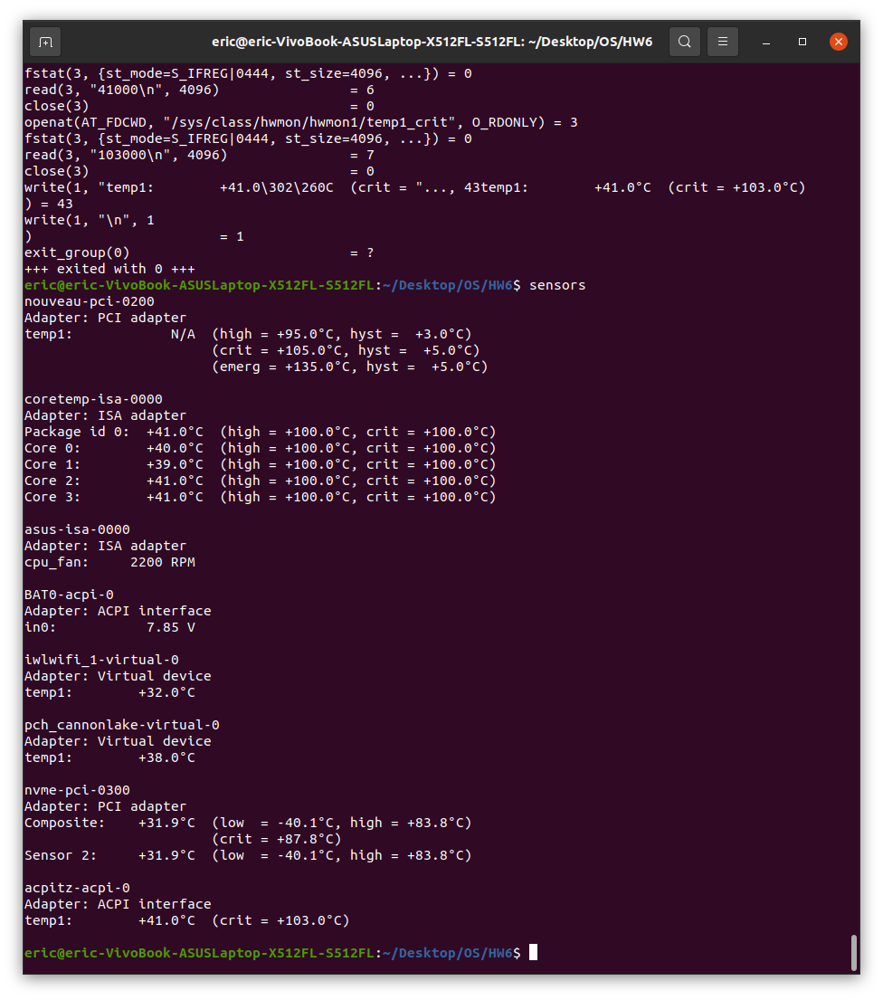 eric@eric-VivoBook-ASUSLaptop-X512FL-S512FL: ~/Desktop/OS/HW6
fstat(3, {st_mode=S_IFREG|0444, st_size=4096, ...}) = 0
read(3, "41000\n", 4096)                = 6
close(3)                                = 0
openat(AT_FDCWD, "/sys/class/hwmon/hwmon1/temp1_crit", O_RDONLY) = 3
fstat(3, {st_mode=S_IFREG|0444, st_size=4096, ...}) = 0
read(3, "103000\n", 4096)               = 7
close(3)                                = 0
write(1, "temp1:        +41.0\302\260C  (crit = "..., 43temp1:        +41.0°C  (crit = +103.0°C)
) = 43
write(1, "\n", 1
)                       = 1
exit_group(0)                           = ?
+++ exited with 0 +++
eric@eric-VivoBook-ASUSLaptop-X512FL-S512FL:~/Desktop/OS/HW6$ sensors
nouveau-pci-0200
Adapter: PCI adapter
temp1:            N/A  (high = +95.0°C, hyst =  +3.0°C)
                       (crit = +105.0°C, hyst =  +5.0°C)
                       (emerg = +135.0°C, hyst =  +5.0°C)

coretemp-isa-0000
Adapter: ISA adapter
Package id 0:  +41.0°C  (high = +100.0°C, crit = +100.0°C)
Core 0:        +40.0°C  (high = +100.0°C, crit = +100.0°C)
Core 1:        +39.0°C  (high = +100.0°C, crit = +100.0°C)
Core 2:        +41.0°C  (high = +100.0°C, crit = +100.0°C)
Core 3:        +41.0°C  (high = +100.0°C, crit = +100.0°C)

asus-isa-0000
Adapter: ISA adapter
cpu_fan:     2200 RPM

BAT0-acpi-0
Adapter: ACPI interface
in0:           7.85 V

iwlwifi_1-virtual-0
Adapter: Virtual device
temp1:        +32.0°C

pch_cannonlake-virtual-0
Adapter: Virtual device
temp1:        +38.0°C

nvme-pci-0300
Adapter: PCI adapter
Composite:    +31.9°C  (low  = -40.1°C, high = +83.8°C)
                       (crit = +87.8°C)
Sensor 2:     +31.9°C  (low  = -40.1°C, high = +83.8°C)

acpitz-acpi-0
Adapter: ACPI interface
temp1:        +41.0°C  (crit = +103.0°C)

eric@eric-VivoBook-ASUSLaptop-X512FL-S512FL:~/Desktop/OS/HW6$